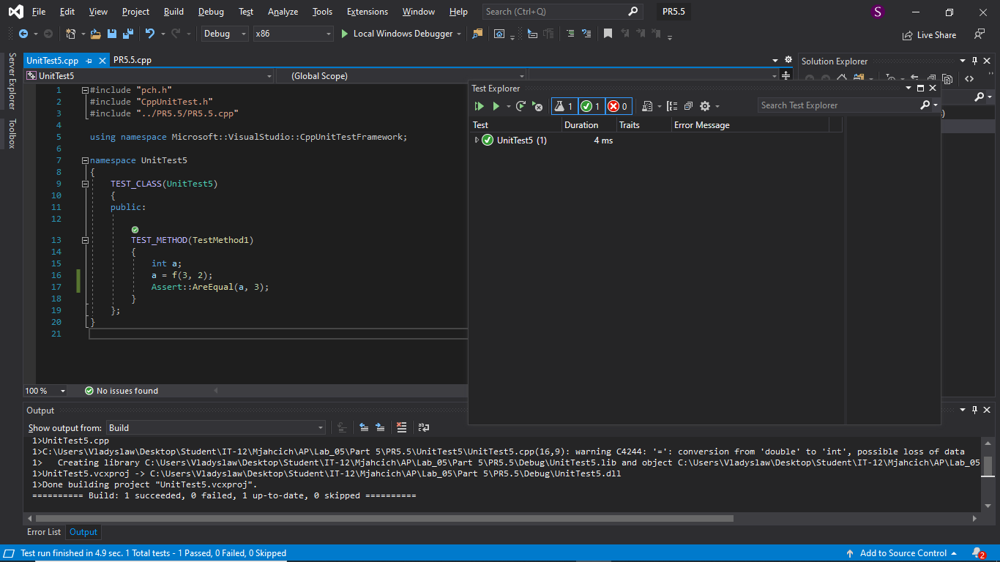 File Edit View Project Build Debug Test Analyze Tools Extensions Window Help Search (Ctrl+Q) PR5.5 S
Debug x86 Local Windows Debugger Live Share
Server Explorer
Toolbox
UnitTest5.cpp PR5.5.cpp
UnitTest5 (Global Scope)
1 #include "pch.h"
2 #include "CppUnitTest.h"
3 #include "../PR5.5/PR5.5.cpp"
4
5 using namespace Microsoft::VisualStudio::CppUnitTestFramework;
6
7 namespace UnitTest5
8 {
9 TEST_CLASS(UnitTest5)
10 {
11 public:
12
13 TEST_METHOD(TestMethod1)
14 {
15 int a;
16 a = f(3, 2);
17 Assert::AreEqual(a, 3);
18 }
19 };
20 }
21
100 % No issues found
Test Explorer
1 1 0 Search Test Explorer
Test Duration Traits Error Message
UnitTest5 (1) 4 ms
Solution Explorer
Output
Show output from: Build
1>UnitTest5.cpp
1>C:\Users\Vladyslaw\Desktop\Student\IT-12\Mjahcich\AP\Lab_05\Part 5\PR5.5\UnitTest5\UnitTest5.cpp(16,9): warning C4244: '=': conversion from 'double' to 'int', possible loss of data
1> Creating library C:\Users\Vladyslaw\Desktop\Student\IT-12\Mjahcich\AP\Lab_05\Part 5\PR5.5\Debug\UnitTest5.lib and object C:\Users\Vladyslaw\Desktop\Student\IT-12\Mjahcich\AP\Lab_05
1>UnitTest5.vcxproj -> C:\Users\Vladyslaw\Desktop\Student\IT-12\Mjahcich\AP\Lab_05\Part 5\PR5.5\Debug\UnitTest5.dll
1>Done building project "UnitTest5.vcxproj".
========== Build: 1 succeeded, 0 failed, 1 up-to-date, 0 skipped ==========
Error List Output
Test run finished in 4.9 sec. 1 Total tests - 1 Passed, 0 Failed, 0 Skipped Add to Source Control 2